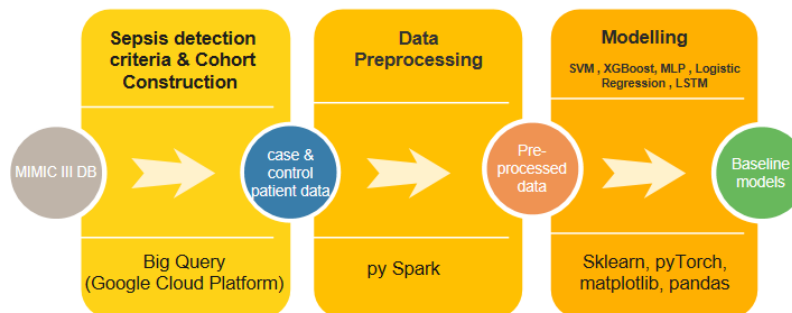 Sepsis detection
criteria & Cohort
Construction
Data
Preprocessing
Modelling
SVM , XGBoost, MLP , Logistic
Regression , LSTM
MIMIC III DB
case &
control
patient data
Pre-
processed
data
Baseline
models
Big Query
(Google Cloud Platform)
py Spark
Sklearn, pyTorch,
matplotlib, pandas